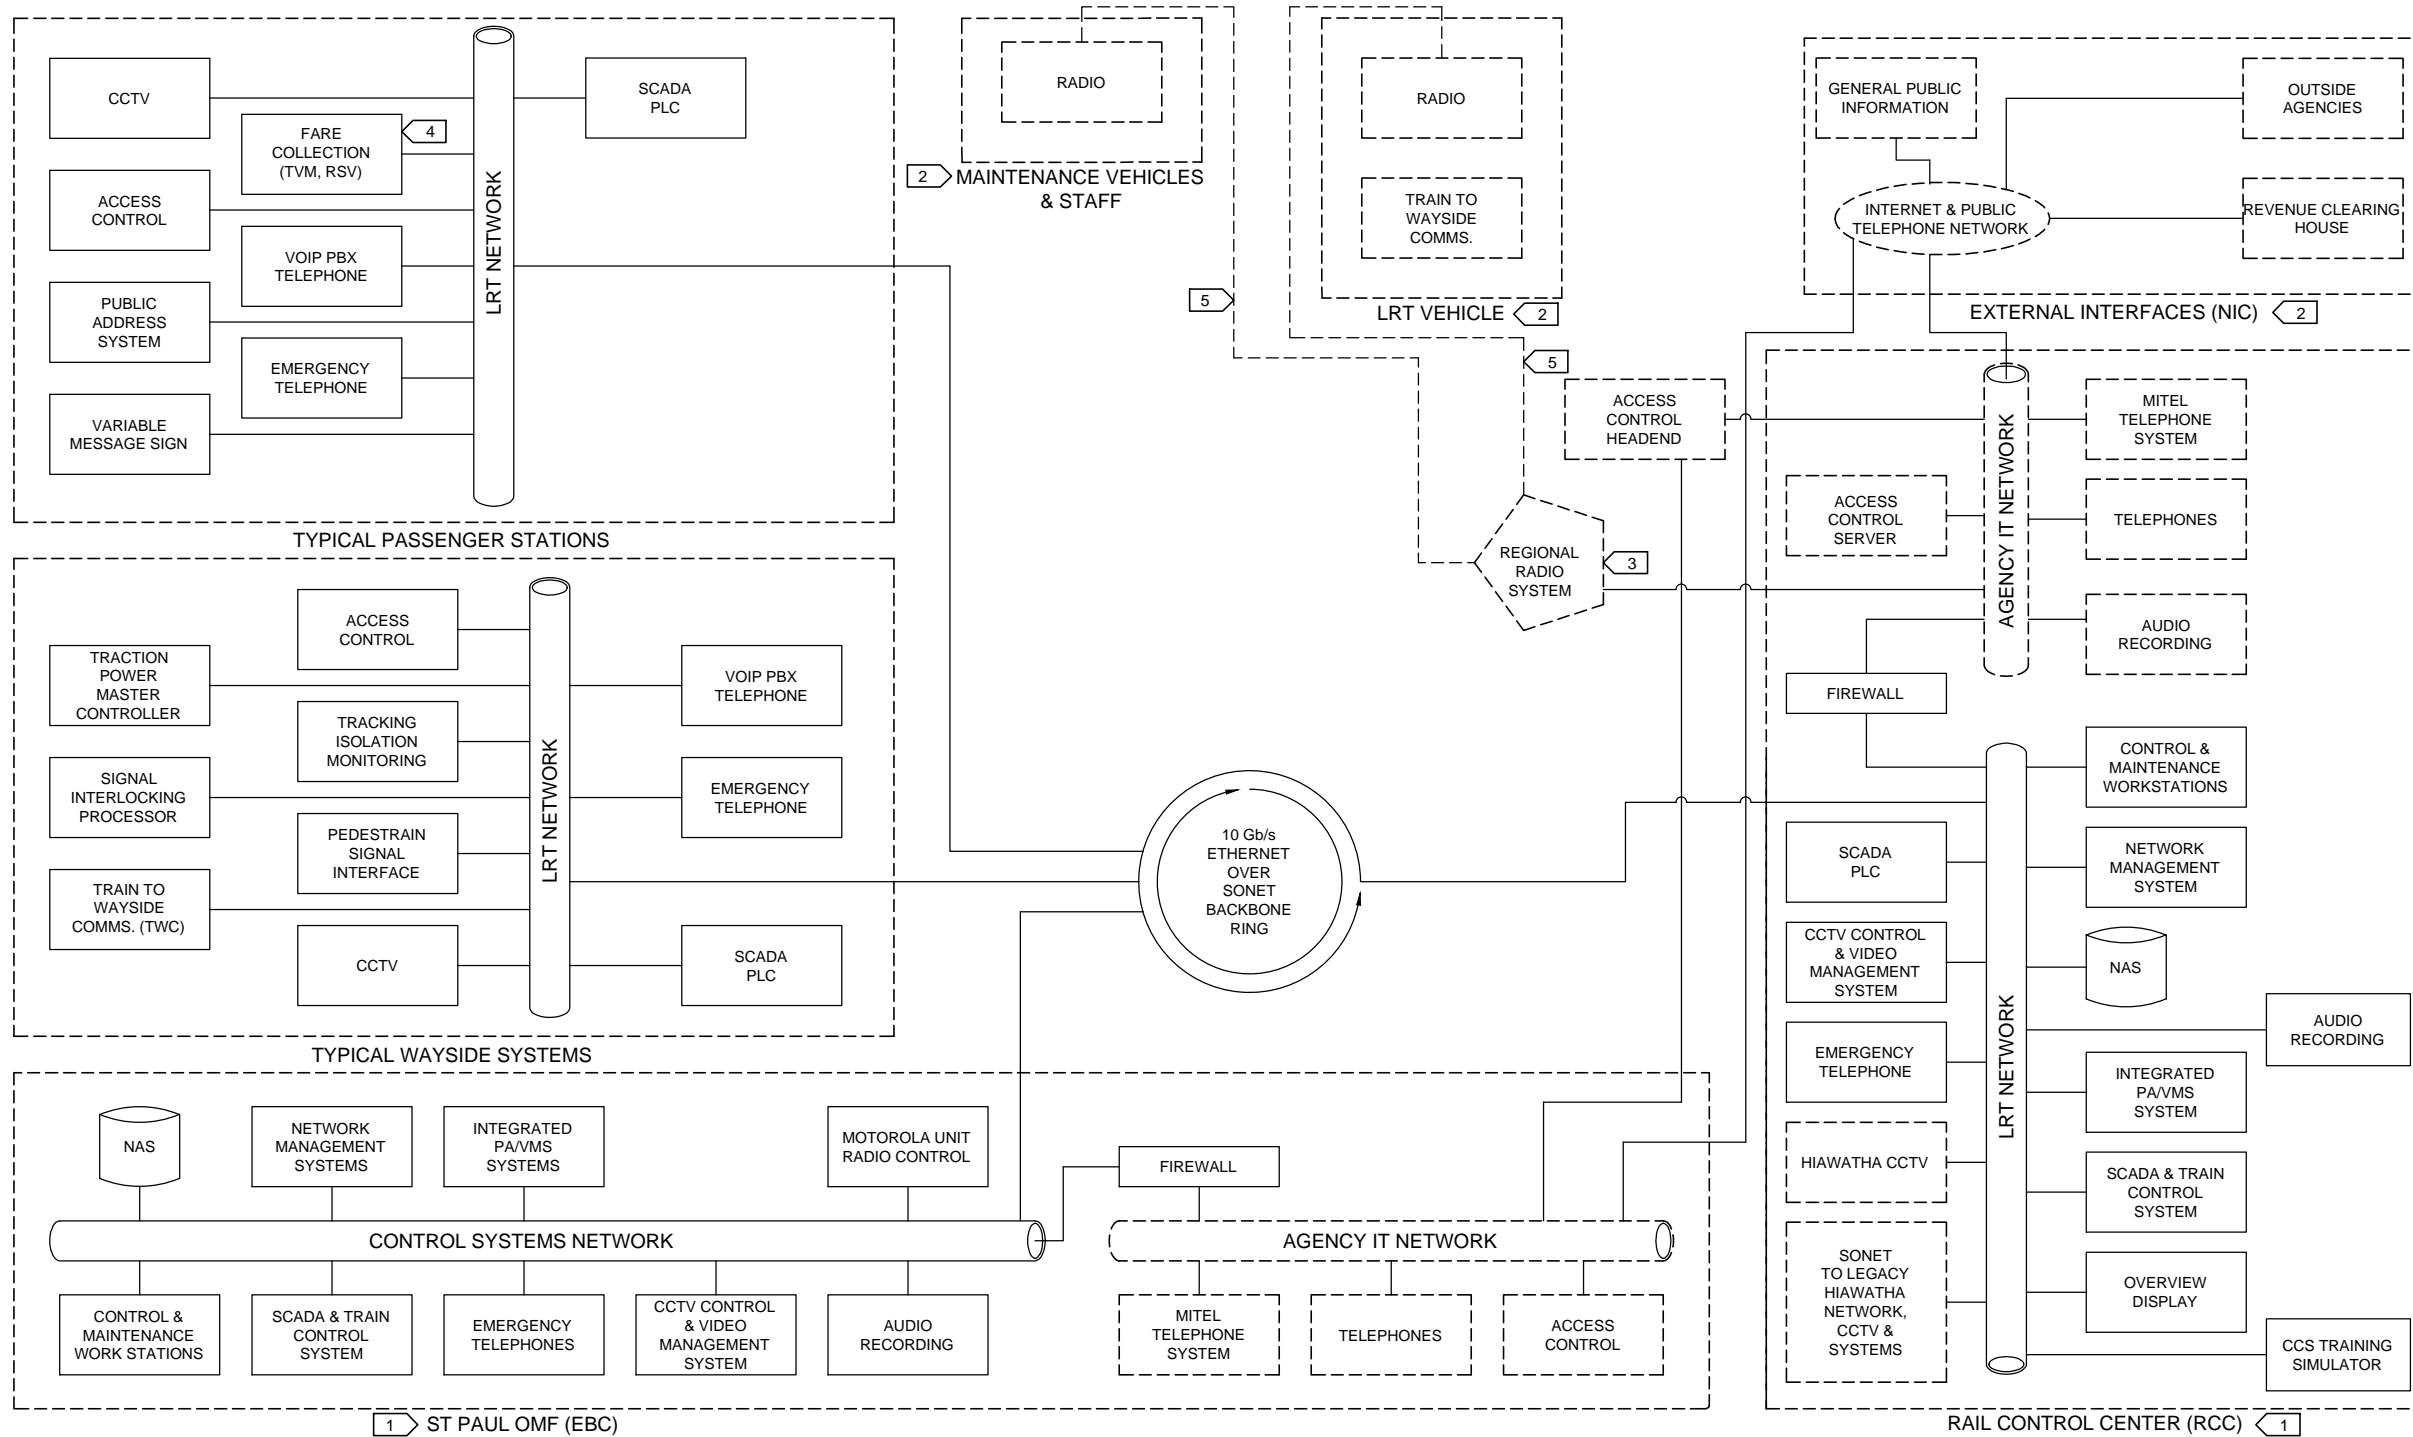 CCTV
SCADA
PLC
FARE
COLLECTION
(TVM, RSV)
4
ACCESS
CONTROL
VOIP PBX
TELEPHONE
PUBLIC
ADDRESS
SYSTEM
EMERGENCY
TELEPHONE
VARIABLE
MESSAGE SIGN
LRT NETWORK
TYPICAL PASSENGER STATIONS
RADIO
2
MAINTENANCE VEHICLES
& STAFF
5
RADIO
TRAIN TO
WAYSIDE
COMMS.
LRT VEHICLE
2
5
GENERAL PUBLIC
INFORMATION
OUTSIDE
AGENCIES
INTERNET & PUBLIC
TELEPHONE NETWORK
REVENUE CLEARING
HOUSE
EXTERNAL INTERFACES (NIC)
2
ACCESS
CONTROL
HEADEND
REGIONAL
RADIO
SYSTEM
3
ACCESS
CONTROL
TRACTION
POWER
MASTER
CONTROLLER
VOIP PBX
TELEPHONE
TRACKING
ISOLATION
MONITORING
SIGNAL
INTERLOCKING
PROCESSOR
EMERGENCY
TELEPHONE
PEDESTRAIN
SIGNAL
INTERFACE
TRAIN TO
WAYSIDE
COMMS. (TWC)
CCTV
SCADA
PLC
LRT NETWORK
TYPICAL WAYSIDE SYSTEMS
10 Gb/s
ETHERNET
OVER
SONET
BACKBONE
RING
MITEL
TELEPHONE
SYSTEM
ACCESS
CONTROL
SERVER
TELEPHONES
AGENCY IT NETWORK
AUDIO
RECORDING
FIREWALL
CONTROL &
MAINTENANCE
WORKSTATIONS
SCADA
PLC
NETWORK
MANAGEMENT
SYSTEM
CCTV CONTROL
& VIDEO
MANAGEMENT
SYSTEM
NAS
AUDIO
RECORDING
EMERGENCY
TELEPHONE
LRT NETWORK
INTEGRATED
PA/VMS
SYSTEM
HIAWATHA CCTV
SCADA & TRAIN
CONTROL
SYSTEM
SONET
TO LEGACY
HIAWATHA
NETWORK,
CCTV &
SYSTEMS
OVERVIEW
DISPLAY
CCS TRAINING
SIMULATOR
RAIL CONTROL CENTER (RCC)
1
NAS
NETWORK
MANAGEMENT
SYSTEMS
INTEGRATED
PA/VMS
SYSTEMS
MOTOROLA UNIT
RADIO CONTROL
FIREWALL
CONTROL SYSTEMS NETWORK
AGENCY IT NETWORK
CONTROL &
MAINTENANCE
WORK STATIONS
SCADA & TRAIN
CONTROL
SYSTEM
EMERGENCY
TELEPHONES
CCTV CONTROL
& VIDEO
MANAGEMENT
SYSTEM
AUDIO
RECORDING
MITEL
TELEPHONE
SYSTEM
TELEPHONES
ACCESS
CONTROL
1
ST PAUL OMF (EBC)